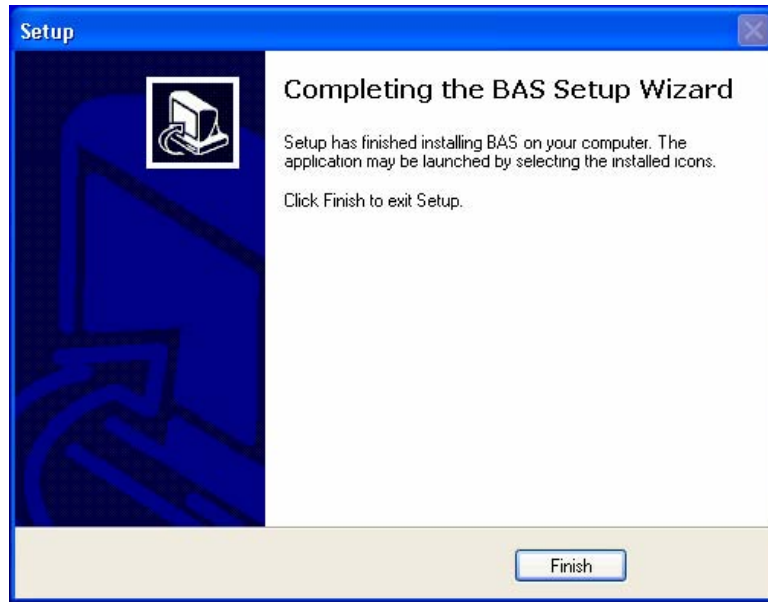 Setup
Completing the BAS Setup Wizard
Setup has finished installing BAS on your computer. The
application may be launched by selecting the installed icons.
Click Finish to exit Setup.
Finish